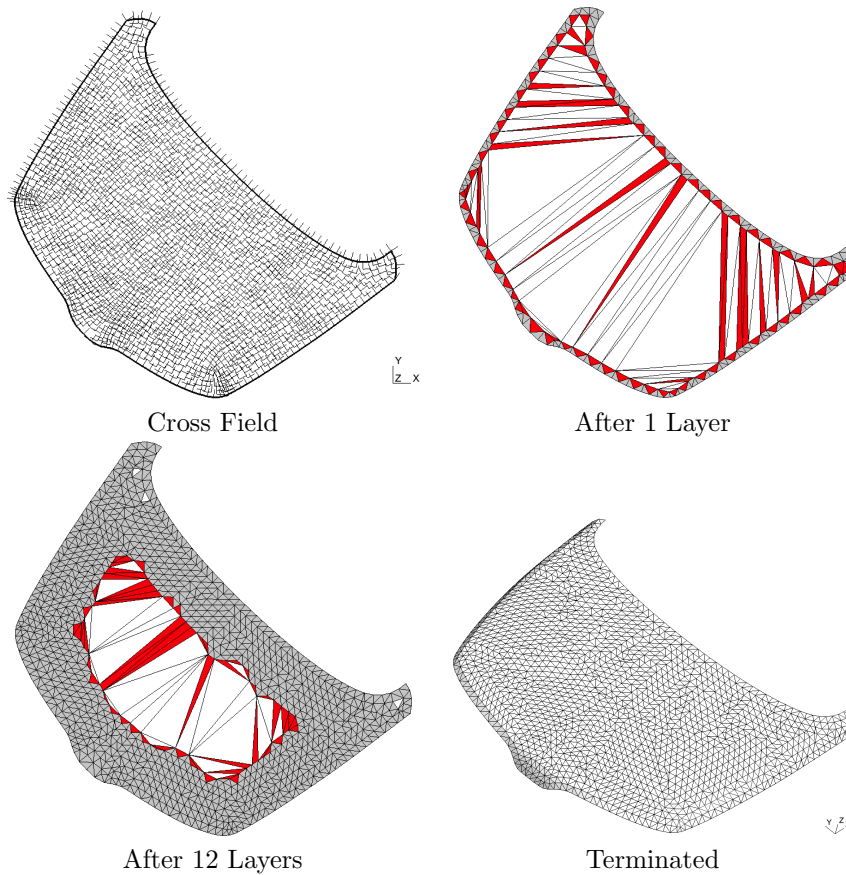 Y
Z X
Cross Field
After 1 Layer
After 12 Layers
Y Z
Terminated